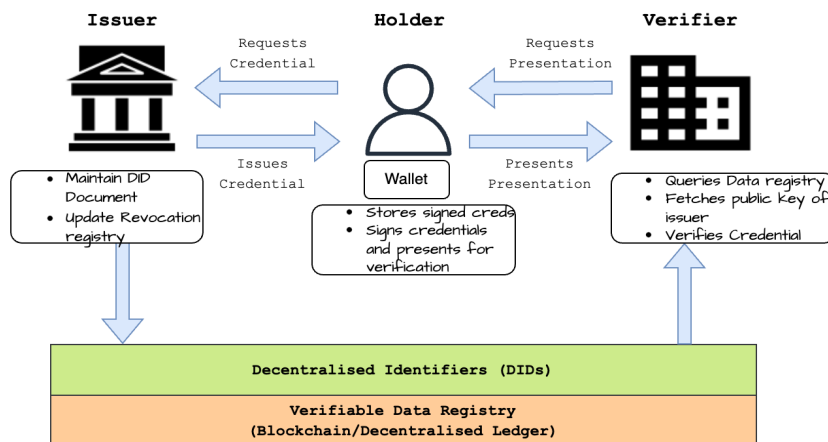 Issuer
Holder
Verifier
Requests
Credential
Requests
Presentation
Issues
Credential
Presents
Presentation
Wallet
• Maintain DID
Document
• Update Revocation
registry
• Stores signed creds
• Signs credentials
and presents for
verification
• Queries Data registry
• Fetches public key of
issuer
• Verifies Credential
Decentralised Identifiers (DIDs)
Verifiable Data Registry
(Blockchain/Decentralised Ledger)